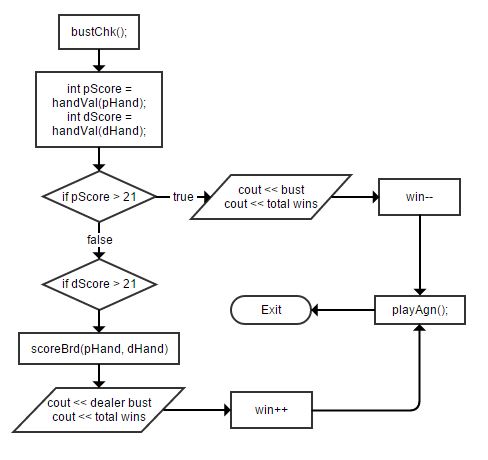 bustChk();
int pScore =
handVal(pHand);
int dScore =
handVal(dHand);
if pScore > 21
true
cout << bust
cout << total wins
win--
false
if dScore > 21
Exit
playAgn();
scoreBrd(pHand, dHand)
cout << dealer bust
cout << total wins
win++